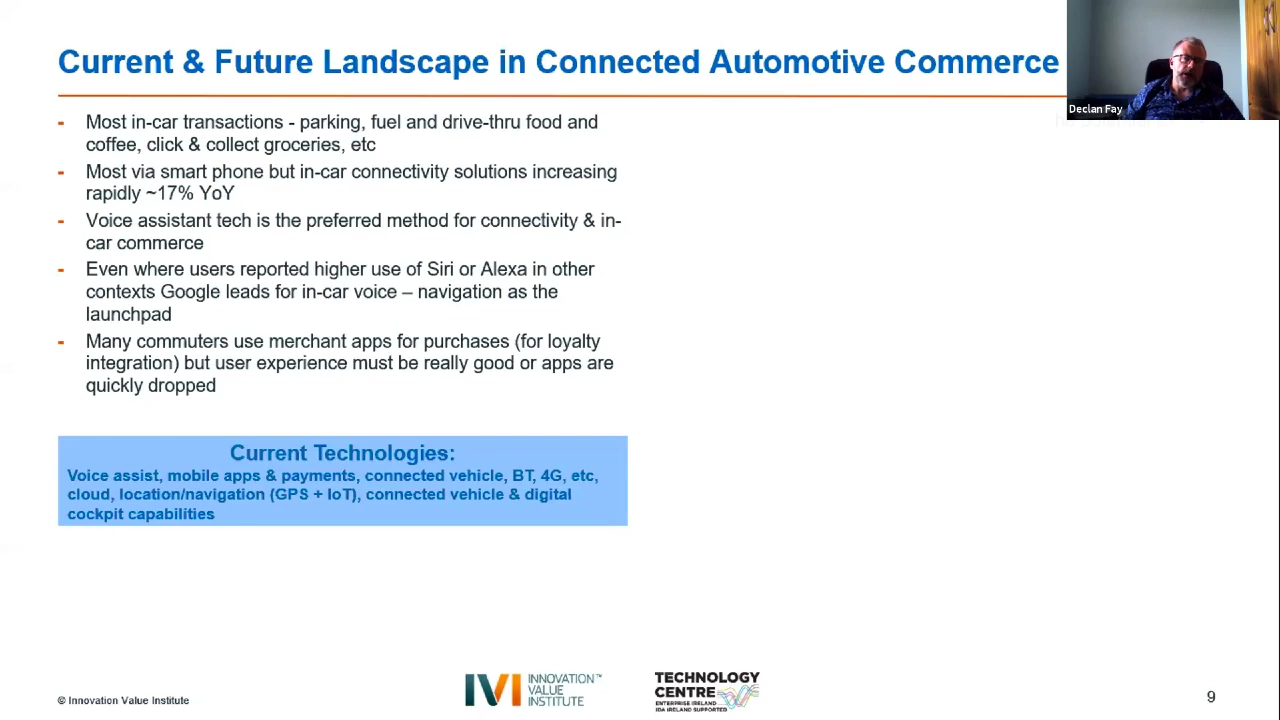 Current & Future Landscape in Connected Automotive Commerce
Declan Fay
- Most in-car transactions - parking, fuel and drive-thru food and
coffee, click & collect groceries, etc
- Most via smart phone but in-car connectivity solutions increasing
rapidly ~17% YoY
- Voice assistant tech is the preferred method for connectivity & in-
car commerce
- Even where users reported higher use of Siri or Alexa in other
contexts Google leads for in-car voice – navigation as the
launchpad
- Many commuters use merchant apps for purchases (for loyalty
integration) but user experience must be really good or apps are
quickly dropped
Current Technologies:
Voice assist, mobile apps & payments, connected vehicle, BT, 4G, etc,
cloud, location/navigation (GPS + IoT), connected vehicle & digital
cockpit capabilities
© Innovation Value Institute
IVI INNOVATION™
VALUE
INSTITUTE
TECHNOLOGY
CENTRE
ENTERPRISE IRELAND
IDA IRELAND SUPPORTED
9